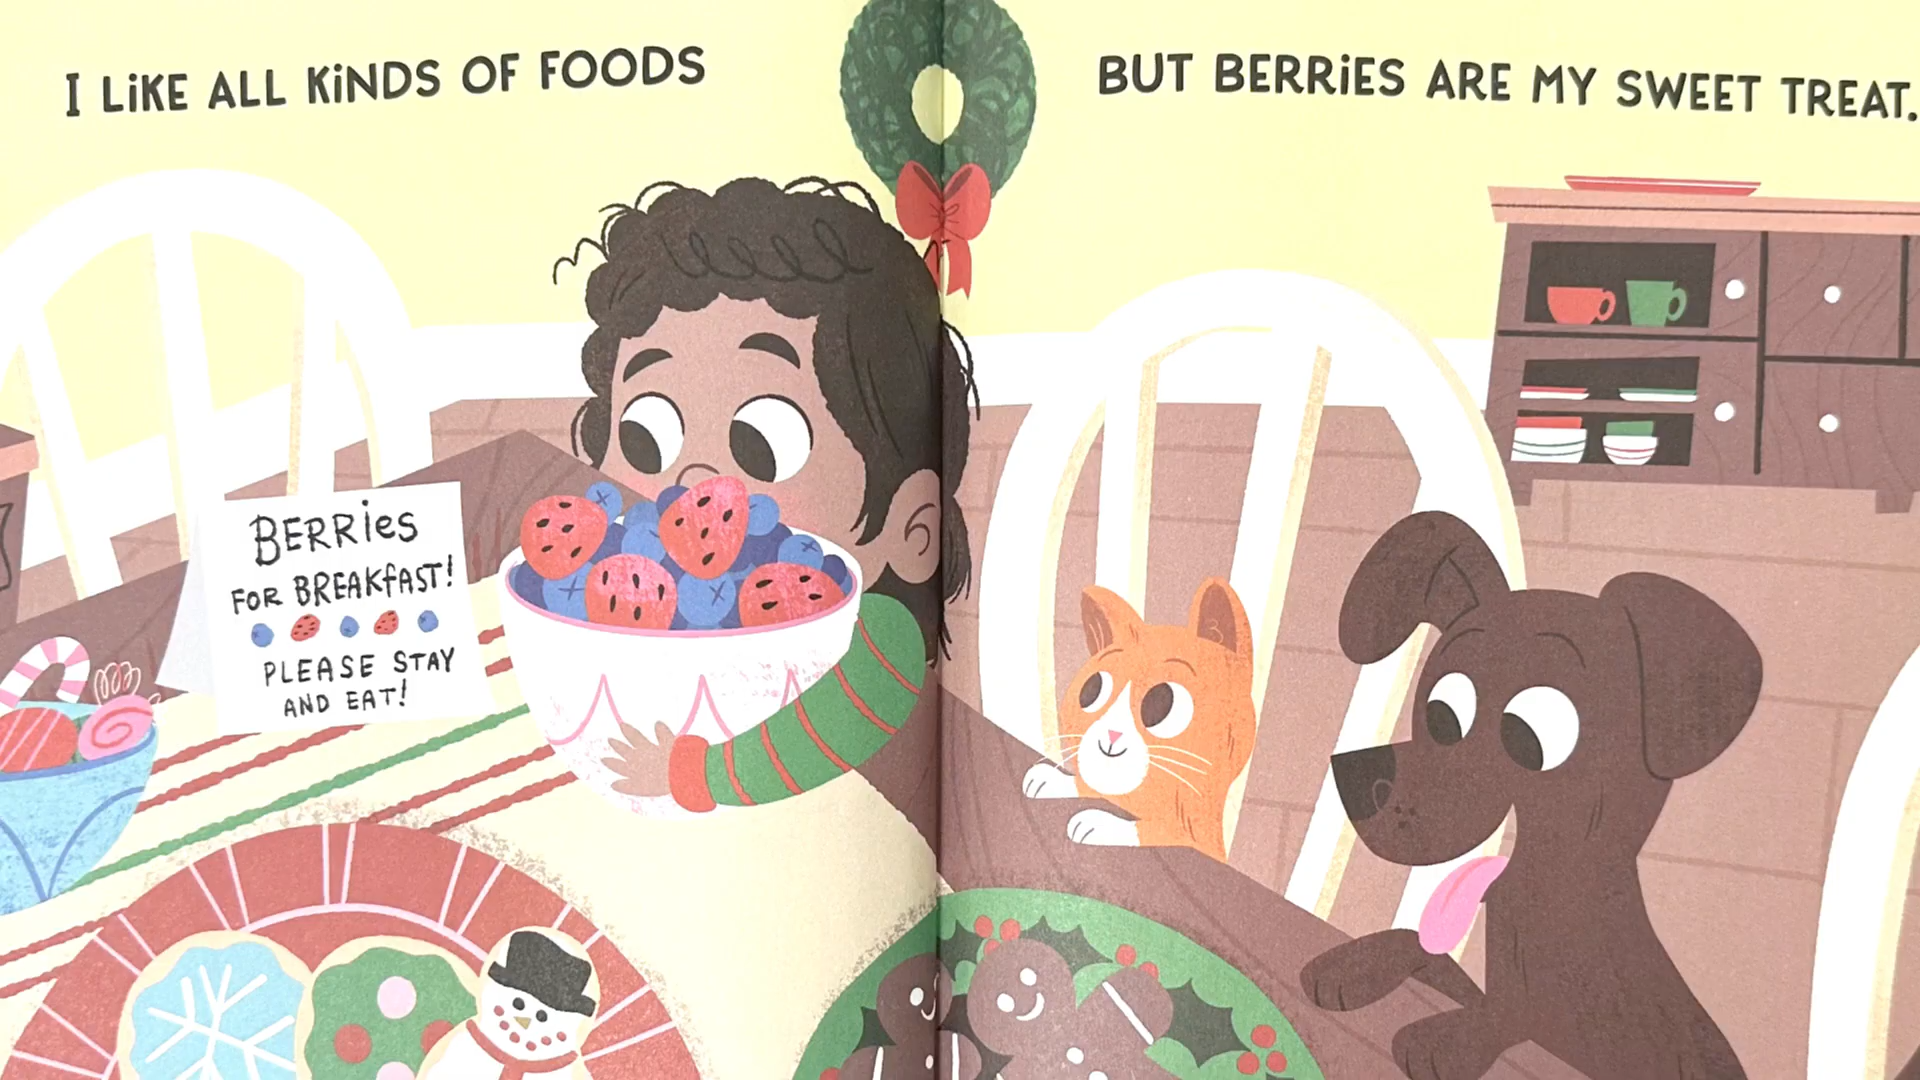 I LiKE ALL KiNDS OF FOODS
BUT BERRiES ARE MY SWEET TREAT.
BERRies
FOR BREAKFAST!
PLEASE STAY
AND EAT!